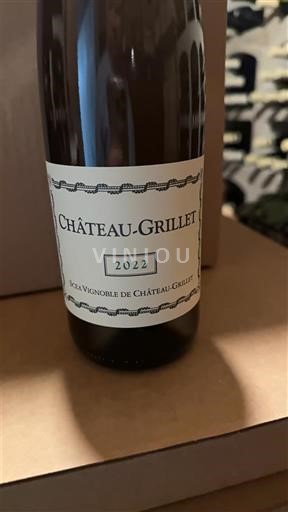 CHÂTEAU-GRILLET
VINIOU
2022
SCEA VIGNOBLE DE CHÂTEAU-GRILLET